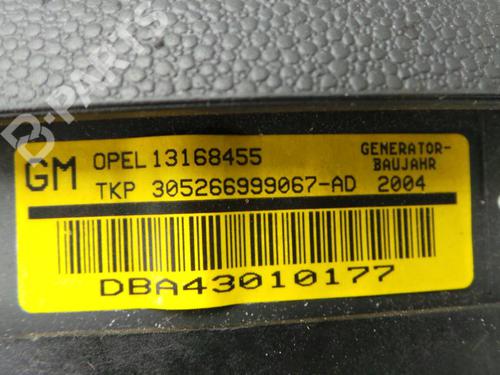 B-PARTS
GM OPEL 13168455 GENERATOR-
BAUJAHR
TKP 305266999067-AD 2004
DBA43010177